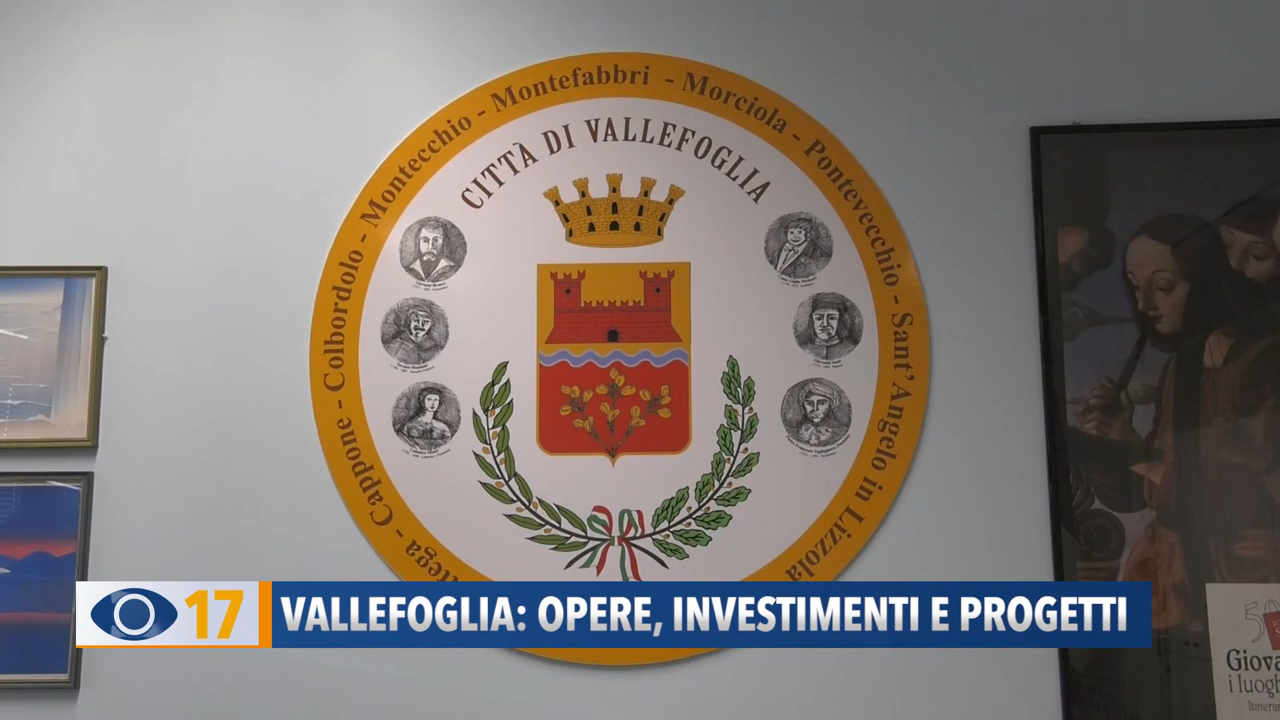 Cappone - Colbordolo - Montecchio - Montefabbri - Morciola - Pontevecchio - Sant'Angelo in Lizzola
CITTÀ DI VALLEFOGLIA
17 VALLEFOGLIA: OPERE, INVESTIMENTI E PROGETTI
i luogh